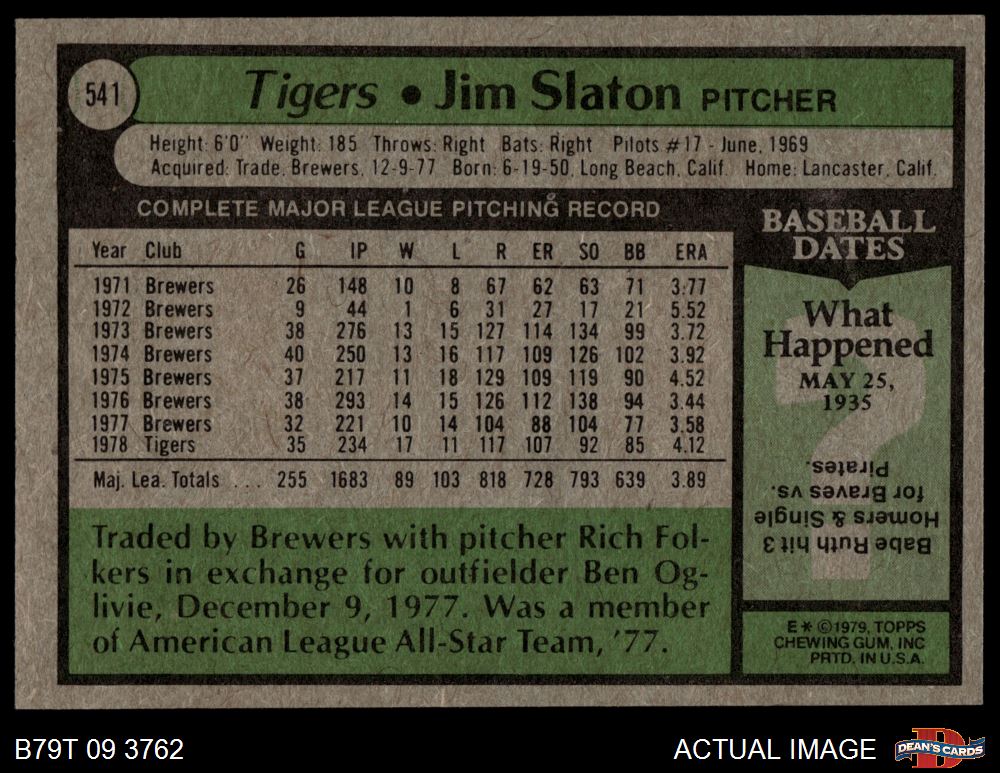 541
Tigers • Jim Slaton PITCHER
Height: 6'0" Weight: 185 Throws: Right Bats: Right Pilots #17 - June, 1969
Acquired: Trade, Brewers, 12-9-77 Born: 6-19-50, Long Beach, Calif. Home: Lancaster, Calif.
COMPLETE MAJOR LEAGUE PITCHING RECORD
Year Club G IP W L R ER SO BB ERA
1971 Brewers 26 148 10 8 67 62 63 71 3.77
1972 Brewers 9 44 1 6 31 27 17 21 5.52
1973 Brewers 38 276 13 15 127 114 134 99 3.72
1974 Brewers 40 250 13 16 117 109 126 102 3.92
1975 Brewers 37 217 11 18 129 109 119 90 4.52
1976 Brewers 38 293 14 15 126 112 138 94 3.44
1977 Brewers 32 221 10 14 104 88 104 77 3.58
1978 Tigers 35 234 17 11 117 107 92 85 4.12
Maj. Lea. Totals ... 255 1683 89 103 818 728 793 639 3.89
Traded by Brewers with pitcher Rich Fol-
kers in exchange for outfielder Ben Og-
livie, December 9, 1977. Was a member
of American League All-Star Team, '77.
BASEBALL
DATES
What
Happened
MAY 25,
1935
?
Babe Ruth hit 3
Homers & Single
for Braves vs.
Pirates.
E * ©1979, TOPPS
CHEWING GUM, INC
PRTD. IN U.S.A.
B79T 09 3762
ACTUAL IMAGE
D
DEAN'S CARDS